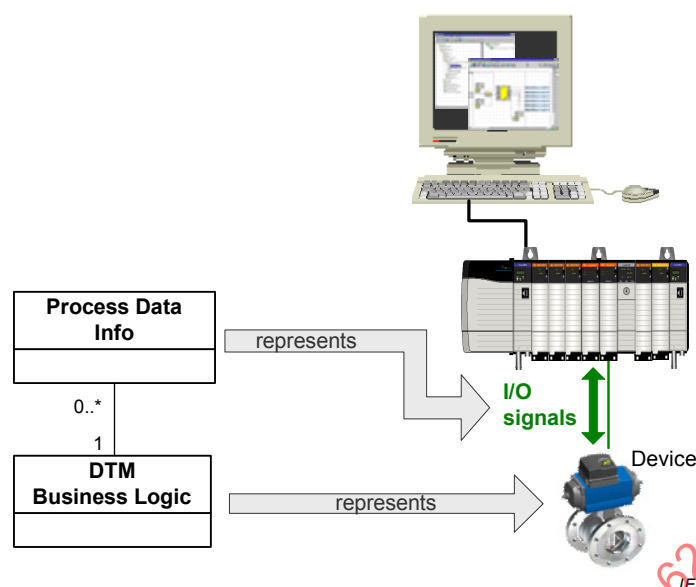 Process Data
Info
represents
0..*
1
I/O
signals
DTM
Business Logic
represents
Device